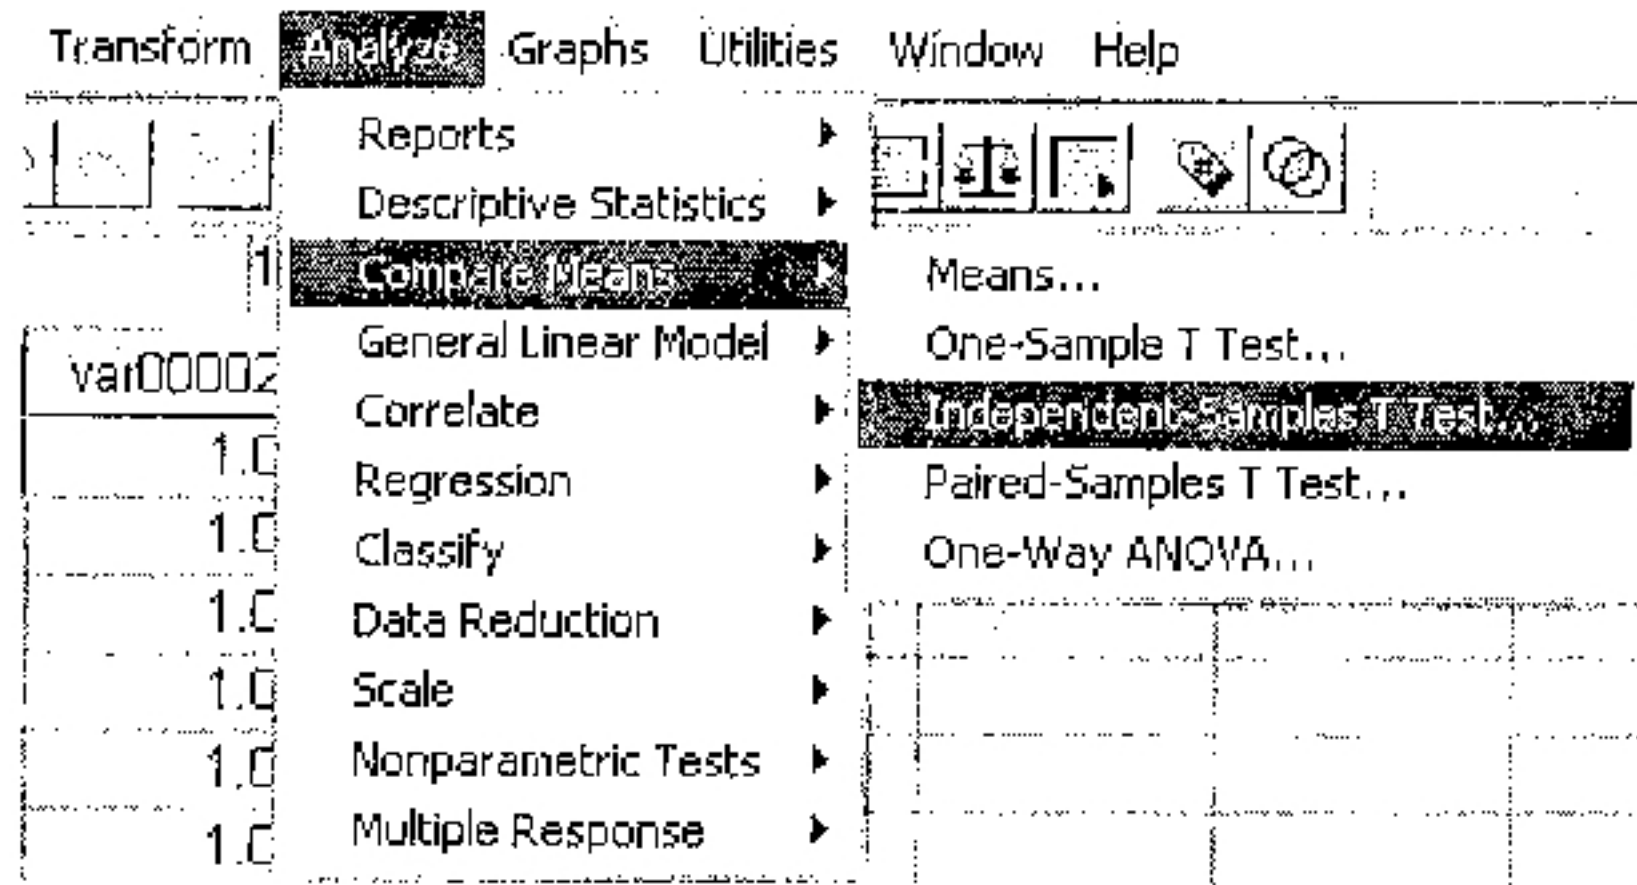 Transform Analyze Graphs Utilities Window Help
Reports
Descriptive Statistics
Compare Means
General Linear Model
Correlate
Regression
Classify
Data Reduction
Scale
Nonparametric Tests
Multiple Response
Means...
One-Sample T Test...
Independent-Samples T Test...
Paired-Samples T Test...
One-Way ANOVA...
1
var00002
1.0
1.0
1.0
1.0
1.0
1.0